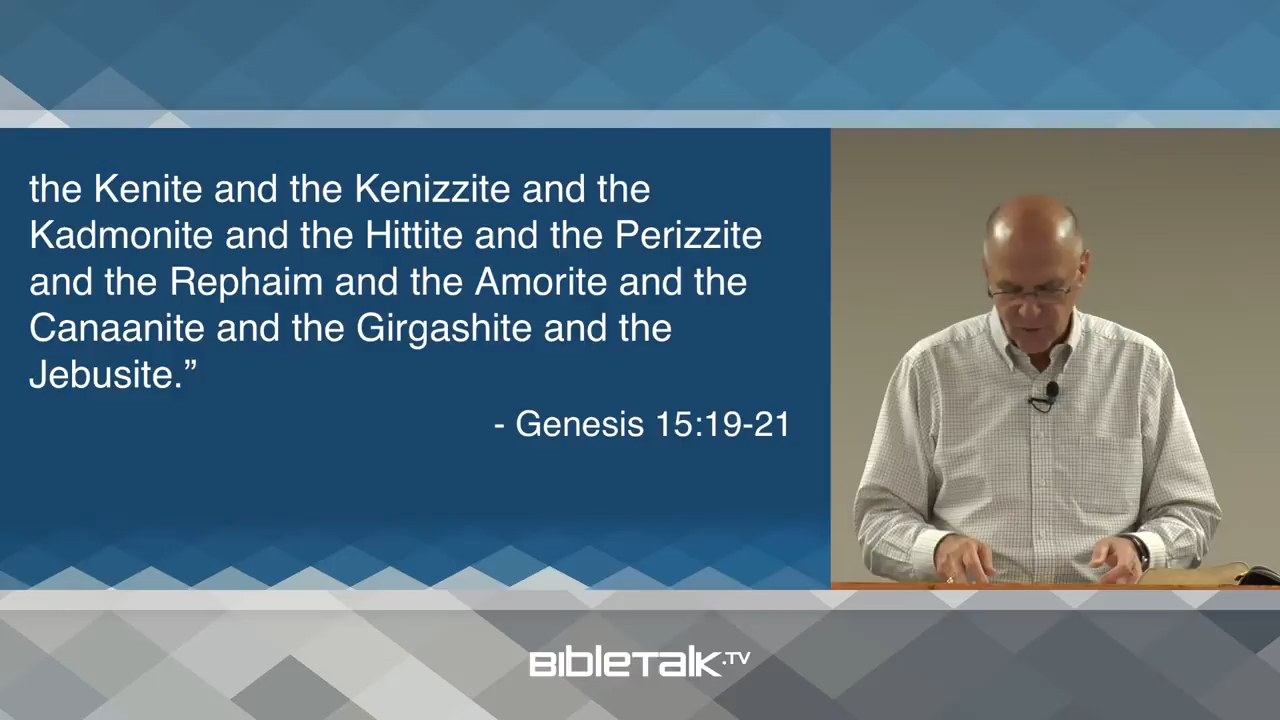 the Kenite and the Kenizzite and the
Kadmonite and the Hittite and the Perizzite
and the Rephaim and the Amorite and the
Canaanite and the Girgashite and the
Jebusite.”
- Genesis 15:19-21
BIBLETALK.TV